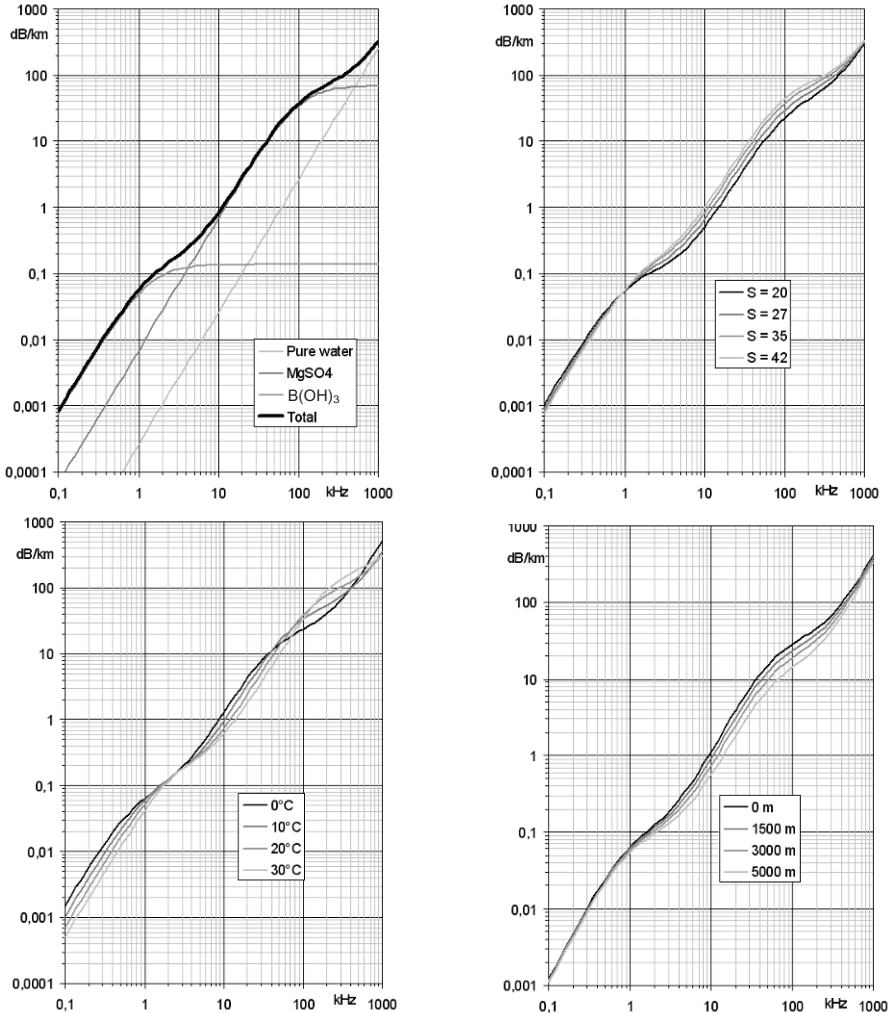 1000
dB/km
100
10
1
0,1
0,01
0,001
0,0001
0,1
1
10
100
kHz
1000
Pure water
MgSO4
B(OH)₃
Total
1000
dB/km
100
10
1
0,1
0,01
0,001
0,0001
0,1
1
10
100
kHz
1000
S = 20
S = 27
S = 35
S = 42
1000
dB/km
100
10
1
0,1
0,01
0,001
0,0001
0,1
1
10
100
kHz
1000
0°C
10°C
20°C
30°C
1000
dB/km
100
10
1
0,1
0,01
0,001
0,1
1
10
100
kHz
1000
0 m
1500 m
3000 m
5000 m